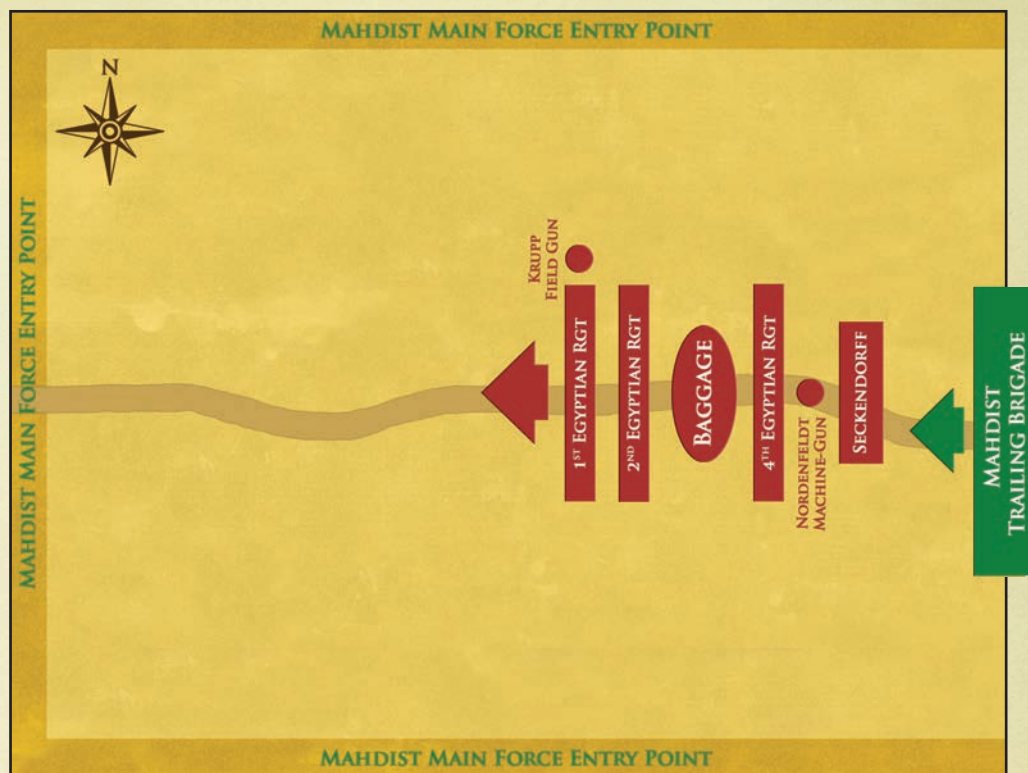 MAHDIST MAIN FORCE ENTRY POINT
N
MAHDIST MAIN FORCE ENTRY POINT
KRUPP
FIELD GUN
1ST EGYPTIAN RGT
2ND EGYPTIAN RGT
BAGGAGE
4TH EGYPTIAN RGT
NORDENFELDT
MACHINE-GUN
SECKENDORFF
MAHDIST
TRAILING BRIGADE
MAHDIST MAIN FORCE ENTRY POINT